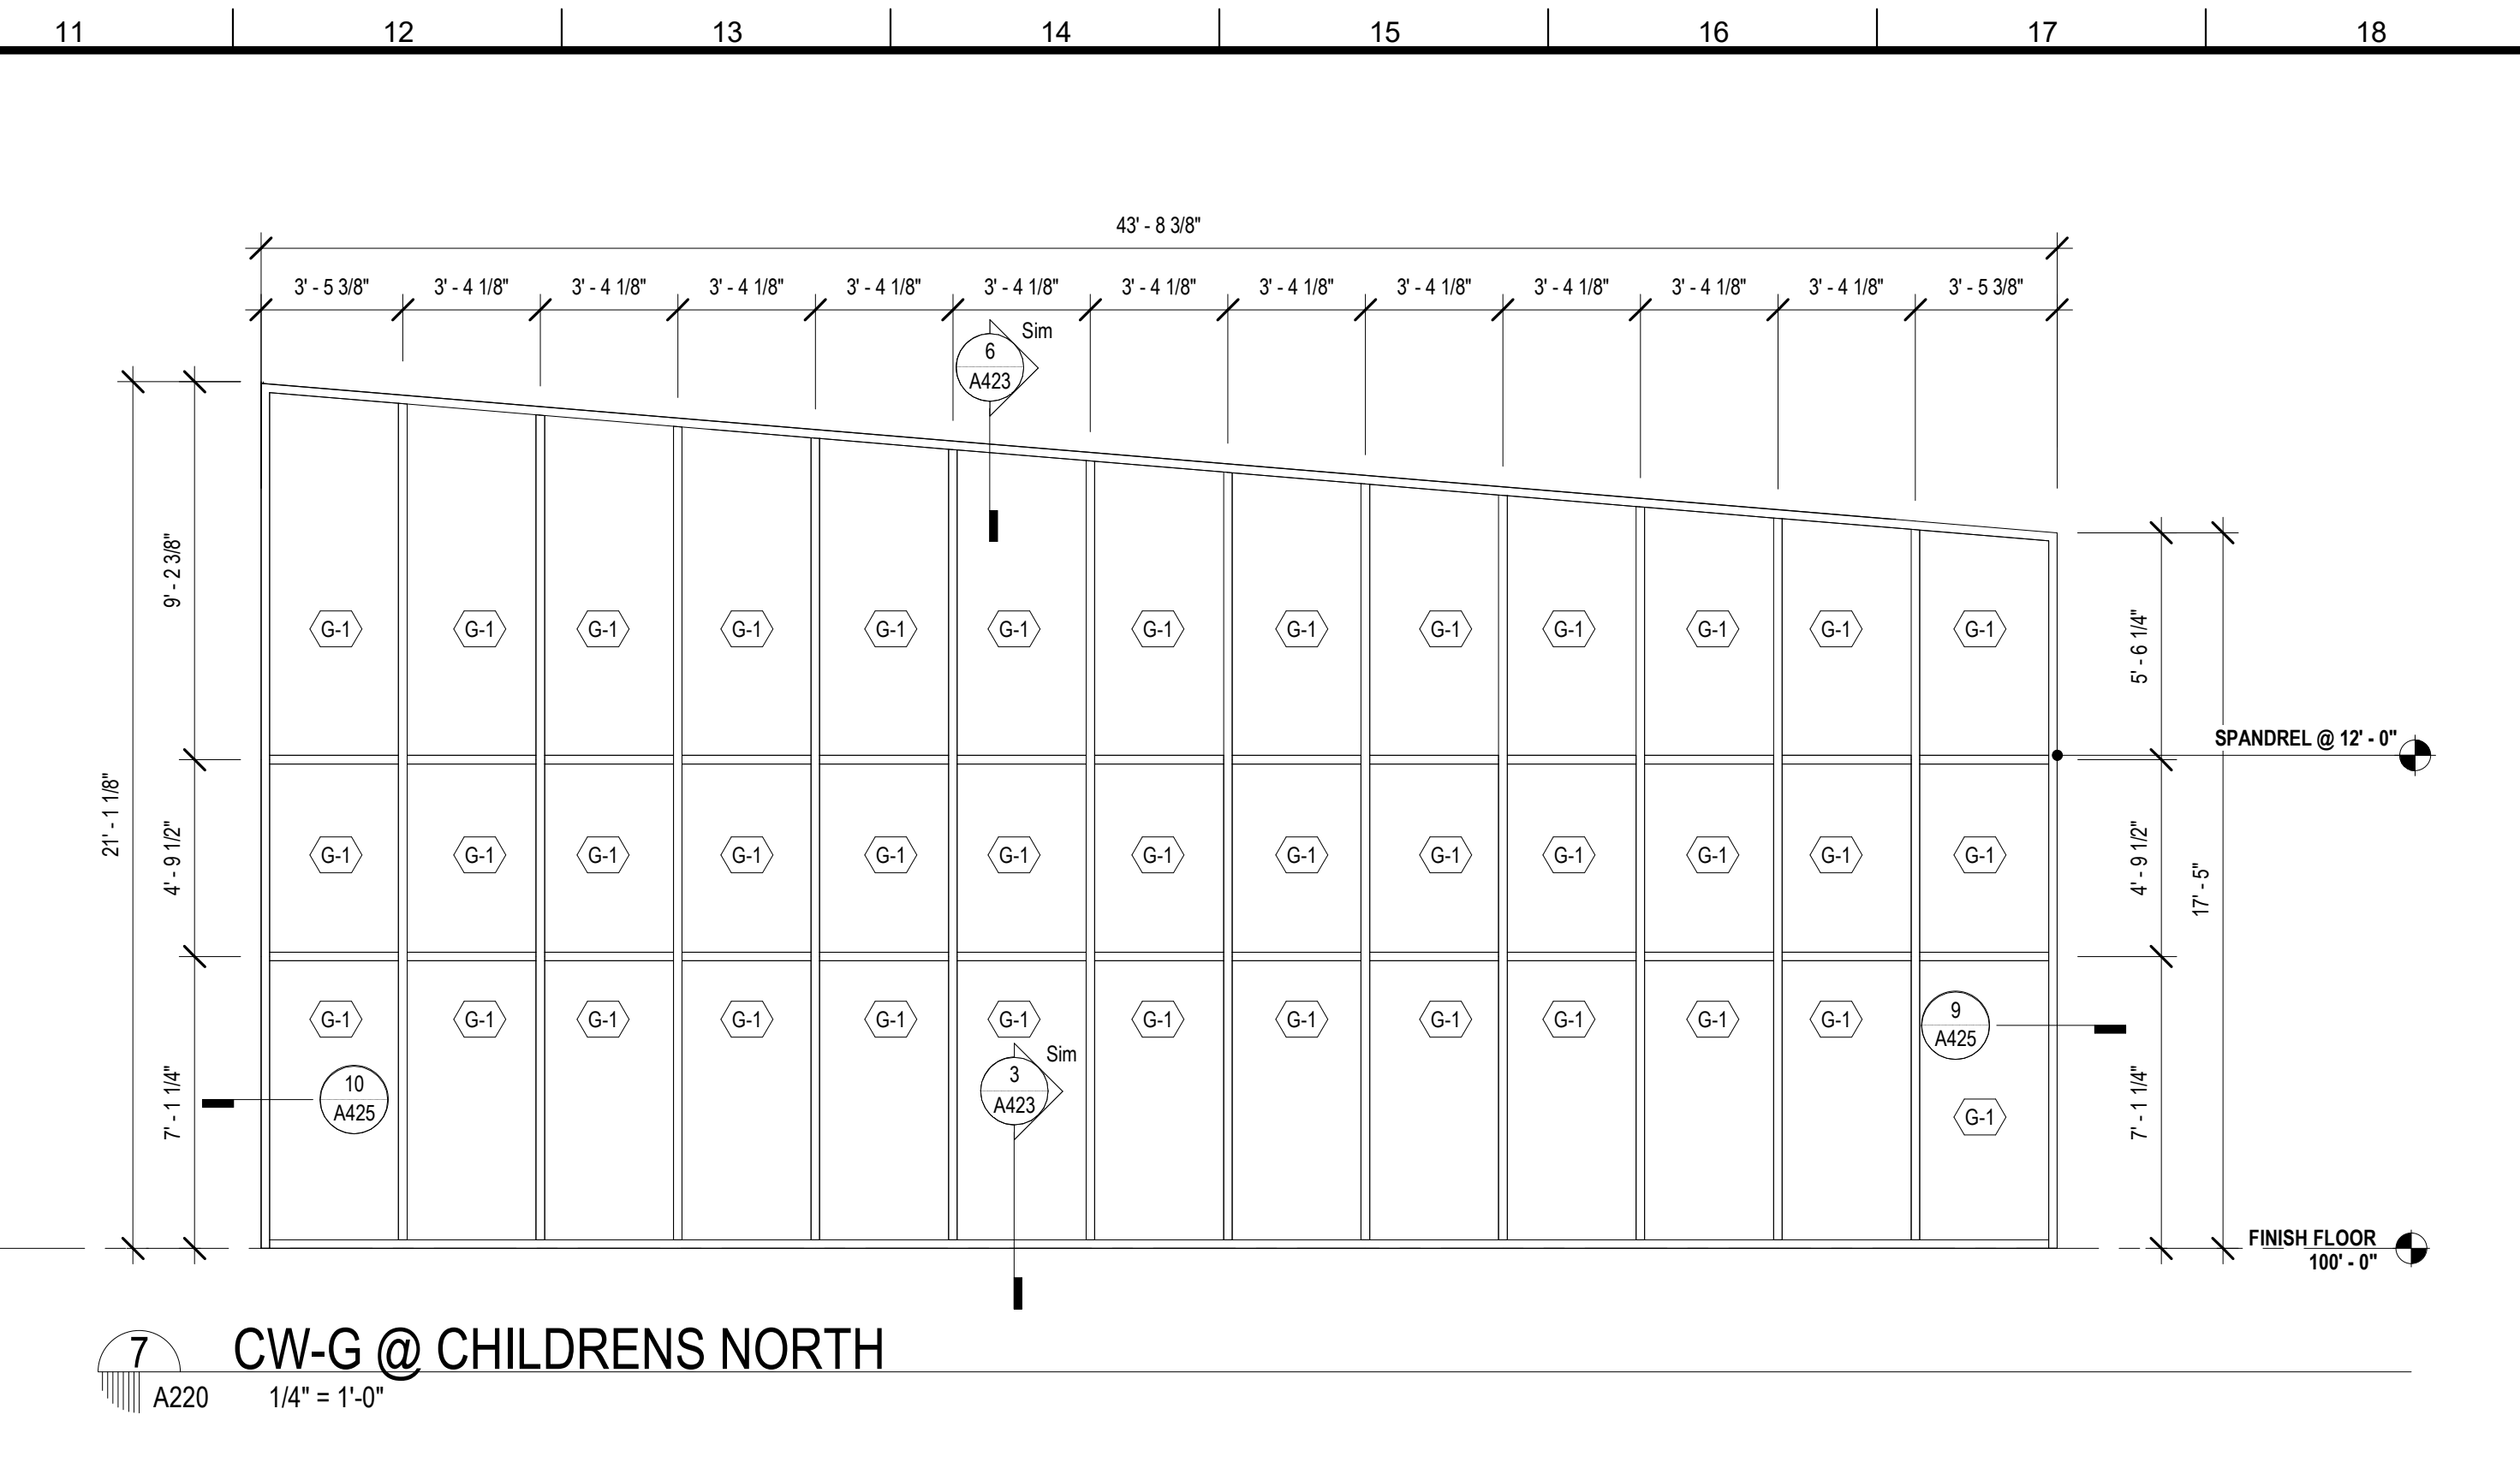 11 12 13 14 15 16 17 18
43' - 8 3/8"
3' - 5 3/8" 3' - 4 1/8" 3' - 4 1/8" 3' - 4 1/8" 3' - 4 1/8" 3' - 4 1/8" 3' - 4 1/8" 3' - 4 1/8" 3' - 4 1/8" 3' - 4 1/8" 3' - 4 1/8" 3' - 4 1/8" 3' - 5 3/8"
6
A423
Sim
21' - 1 1/8"
9' - 2 3/8"
4' - 9 1/2"
7' - 1 1/4"
G-1 G-1 G-1 G-1 G-1 G-1 G-1 G-1 G-1 G-1 G-1 G-1 G-1
5' - 6 1/4"
SPANDREL @ 12' - 0"
G-1 G-1 G-1 G-1 G-1 G-1 G-1 G-1 G-1 G-1 G-1 G-1 G-1
4' - 9 1/2"
17' - 5"
G-1 G-1 G-1 G-1 G-1 G-1 G-1 G-1 G-1 G-1 G-1 G-1
9
A425
10
A425
3
A423
Sim
G-1
7' - 1 1/4"
FINISH FLOOR
100' - 0"
7
A220
CW-G @ CHILDRENS NORTH
1/4" = 1'-0"